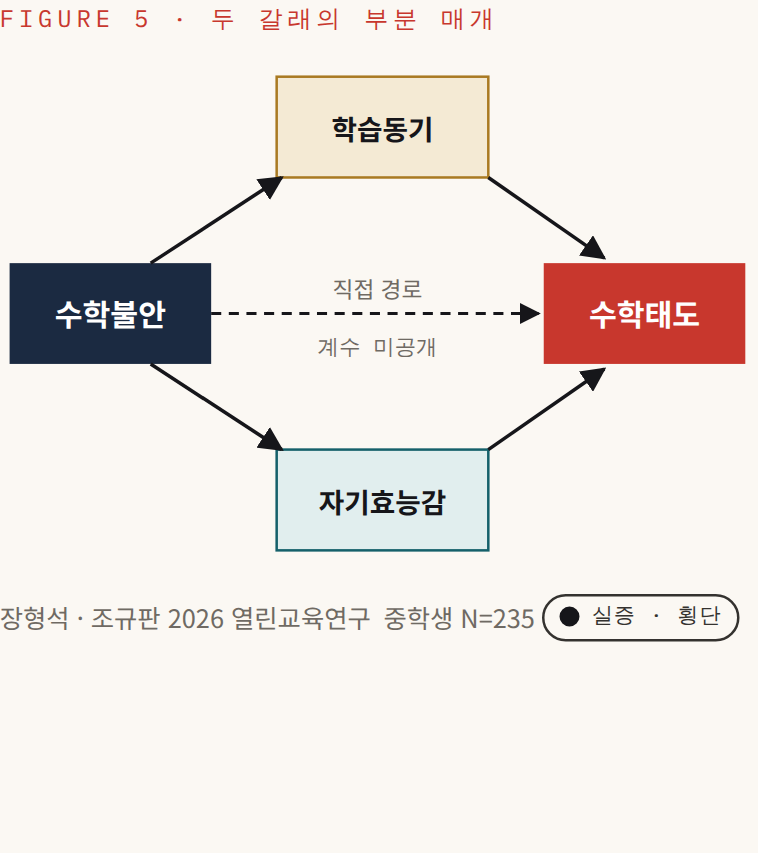 FIGURE 5 · 두 갈래의 부분 매개
학습동기
수학불안
직접 경로
계수 미공개
수학태도
자기효능감
장형석 · 조규판 2026 열린교육연구 중학생 N=235
실증 · 횡단